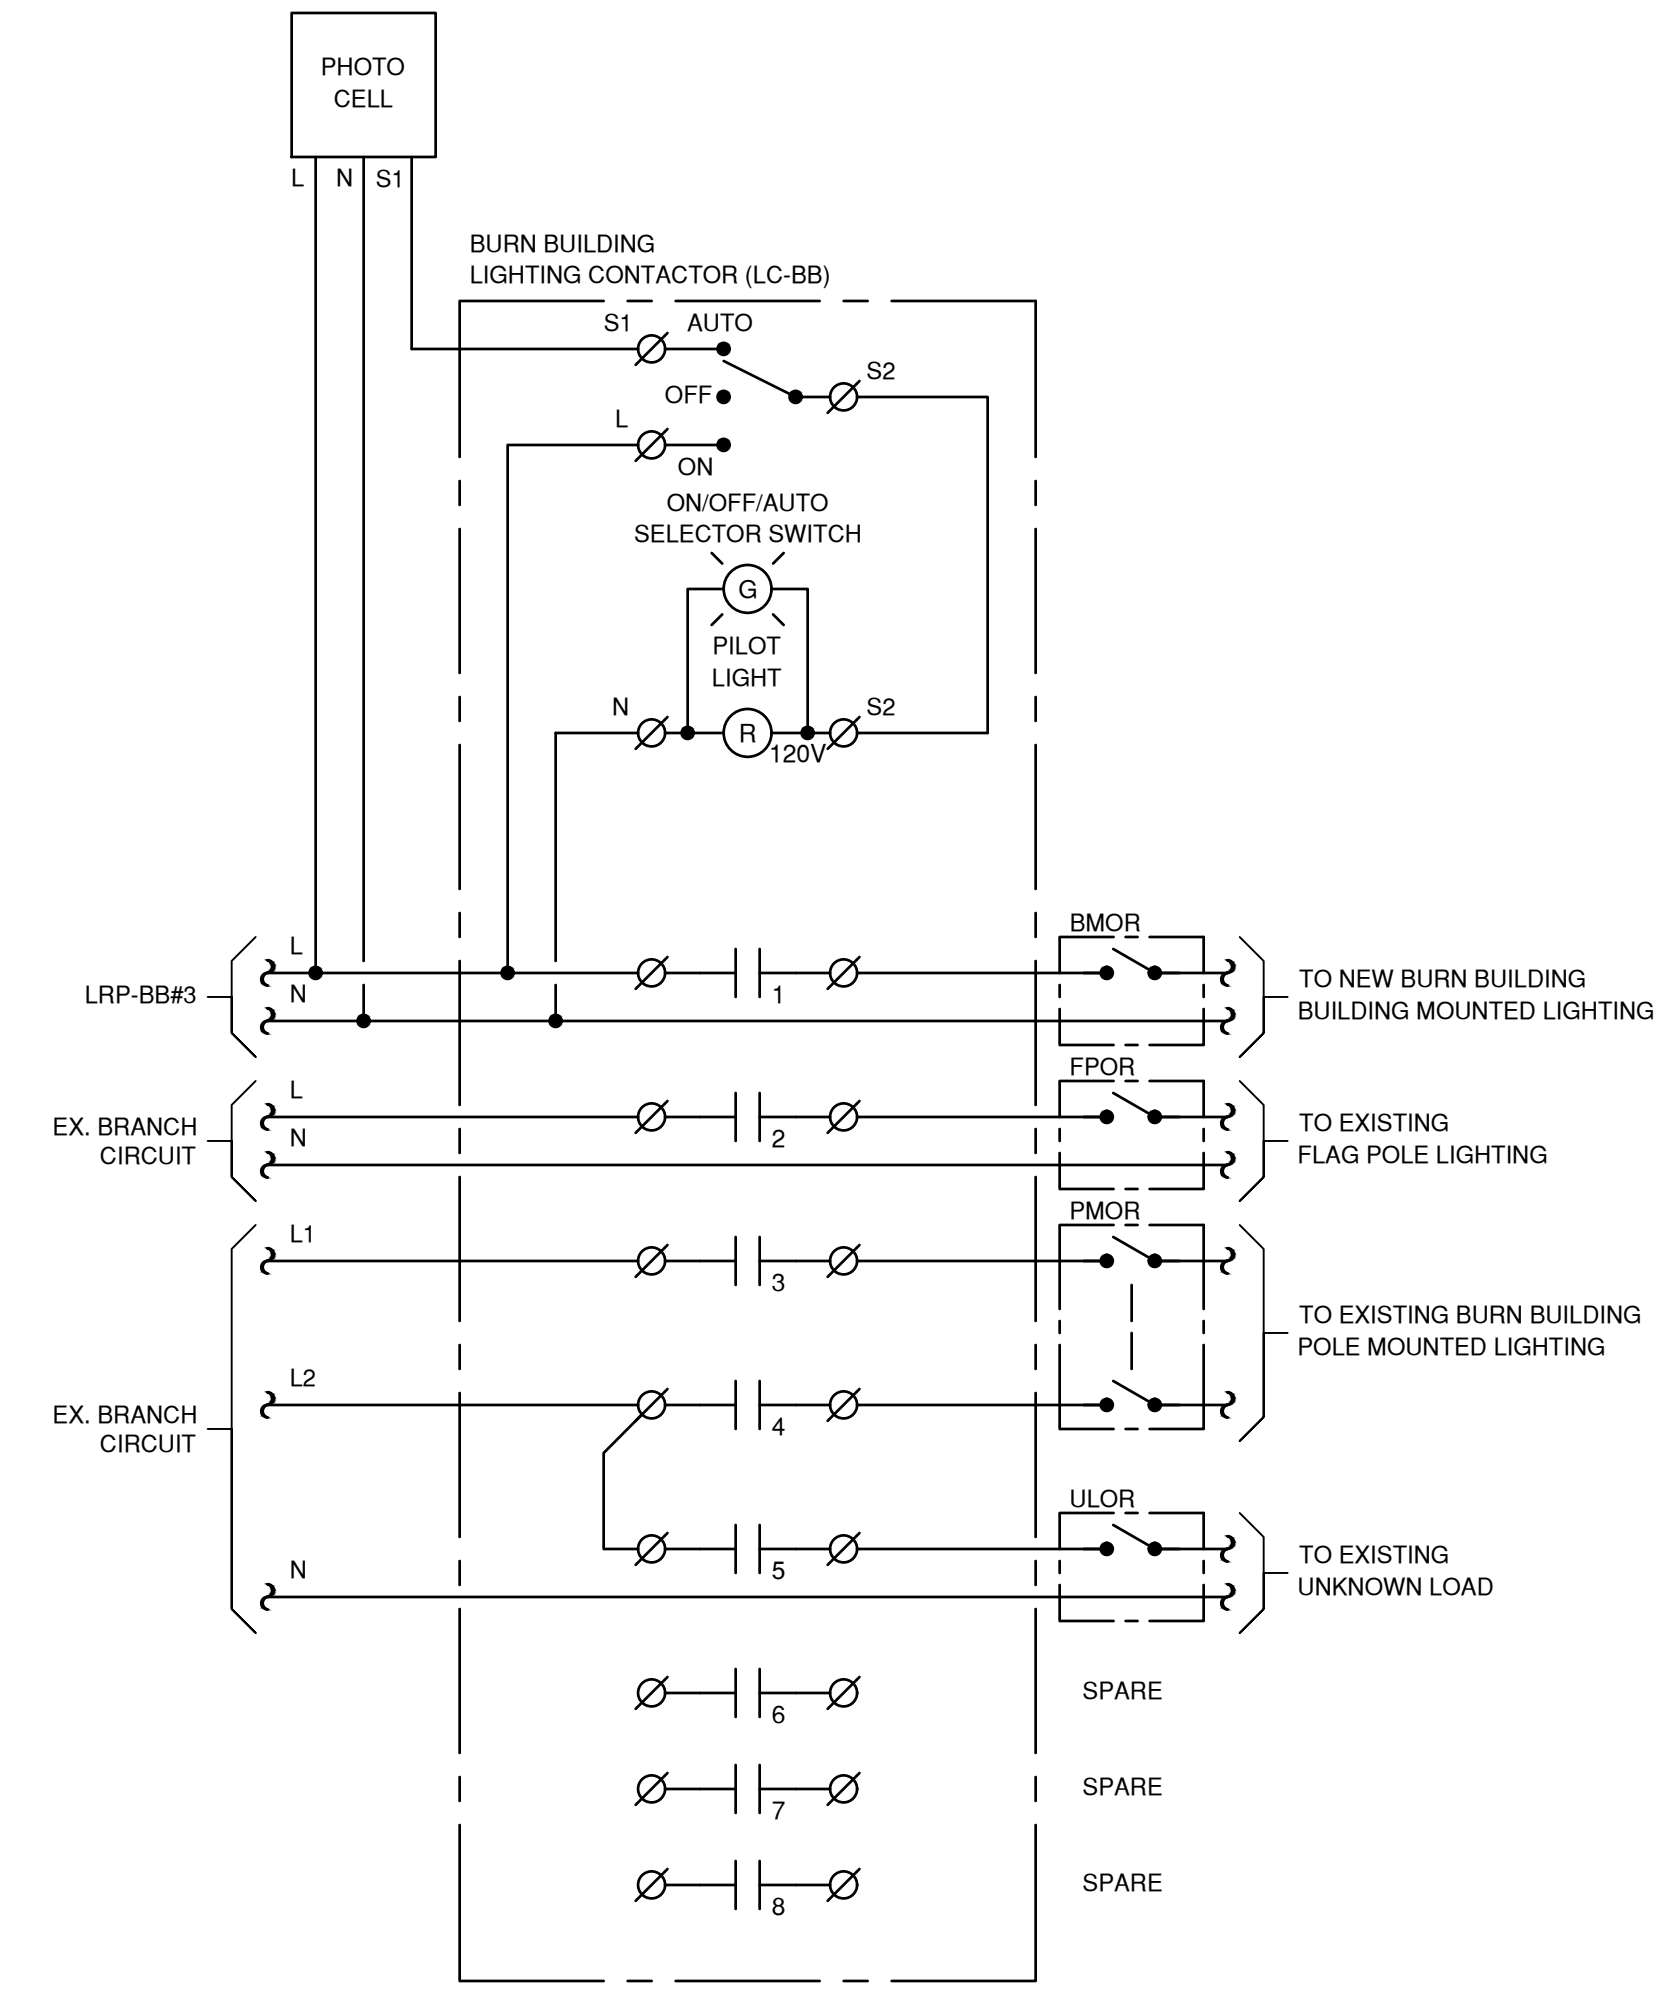 PHOTO
CELL
L N S1
BURN BUILDING
LIGHTING CONTACTOR (LC-BB)
S1 AUTO
S2
OFF
L
ON
ON/OFF/AUTO
SELECTOR SWITCH
G
PILOT
LIGHT
N
S2
R
120V
BMOR
L
LRP-BB#3
N
1
TO NEW BURN BUILDING
BUILDING MOUNTED LIGHTING
FPOR
L
EX. BRANCH
CIRCUIT
N
2
TO EXISTING
FLAG POLE LIGHTING
PMOR
L1
3
TO EXISTING BURN BUILDING
POLE MOUNTED LIGHTING
L2
4
EX. BRANCH
CIRCUIT
ULOR
5
N
TO EXISTING
UNKNOWN LOAD
6
SPARE
7
SPARE
8
SPARE